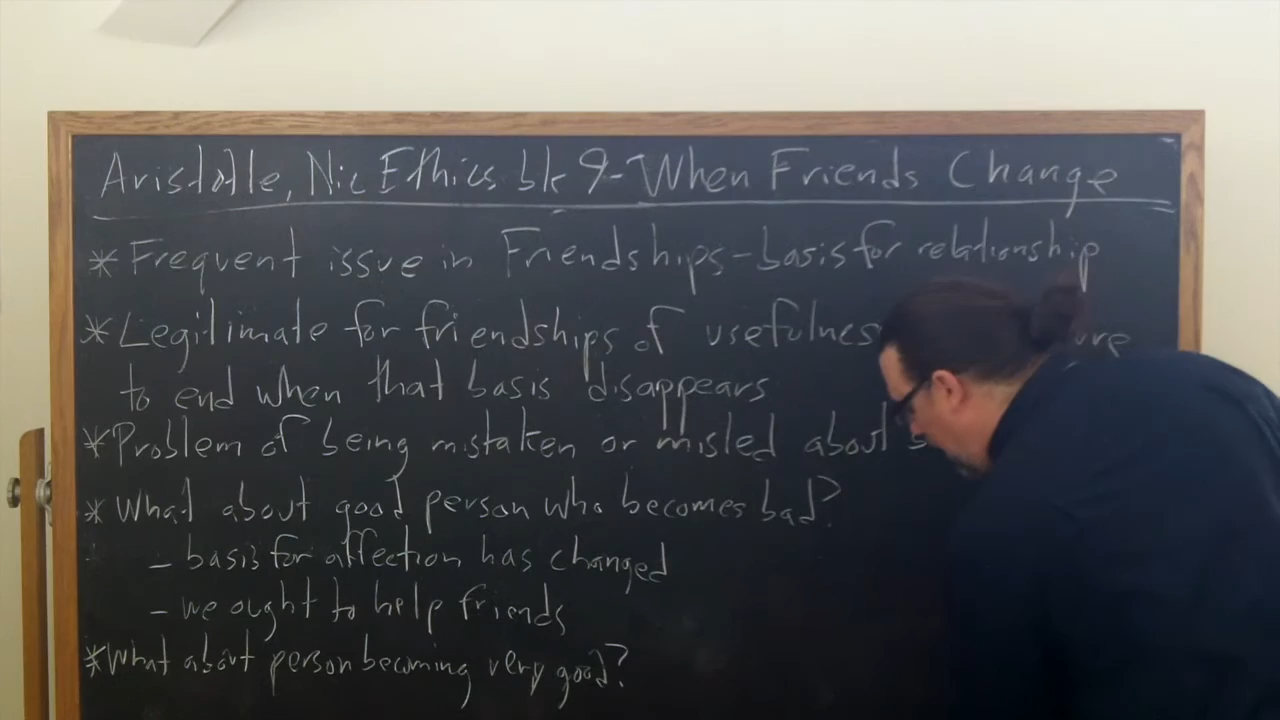 Aristotle, Nic Ethics bk 9 - When Friends Change
* Frequent issue in Friendships - basis for relationship
* Legitimate for friendships of usefulness
to end when that basis disappears
* Problem of being mistaken or misled about
* What about good person who becomes bad?
- basis for affection has changed
- we ought to help friends
* What about person becoming very good?